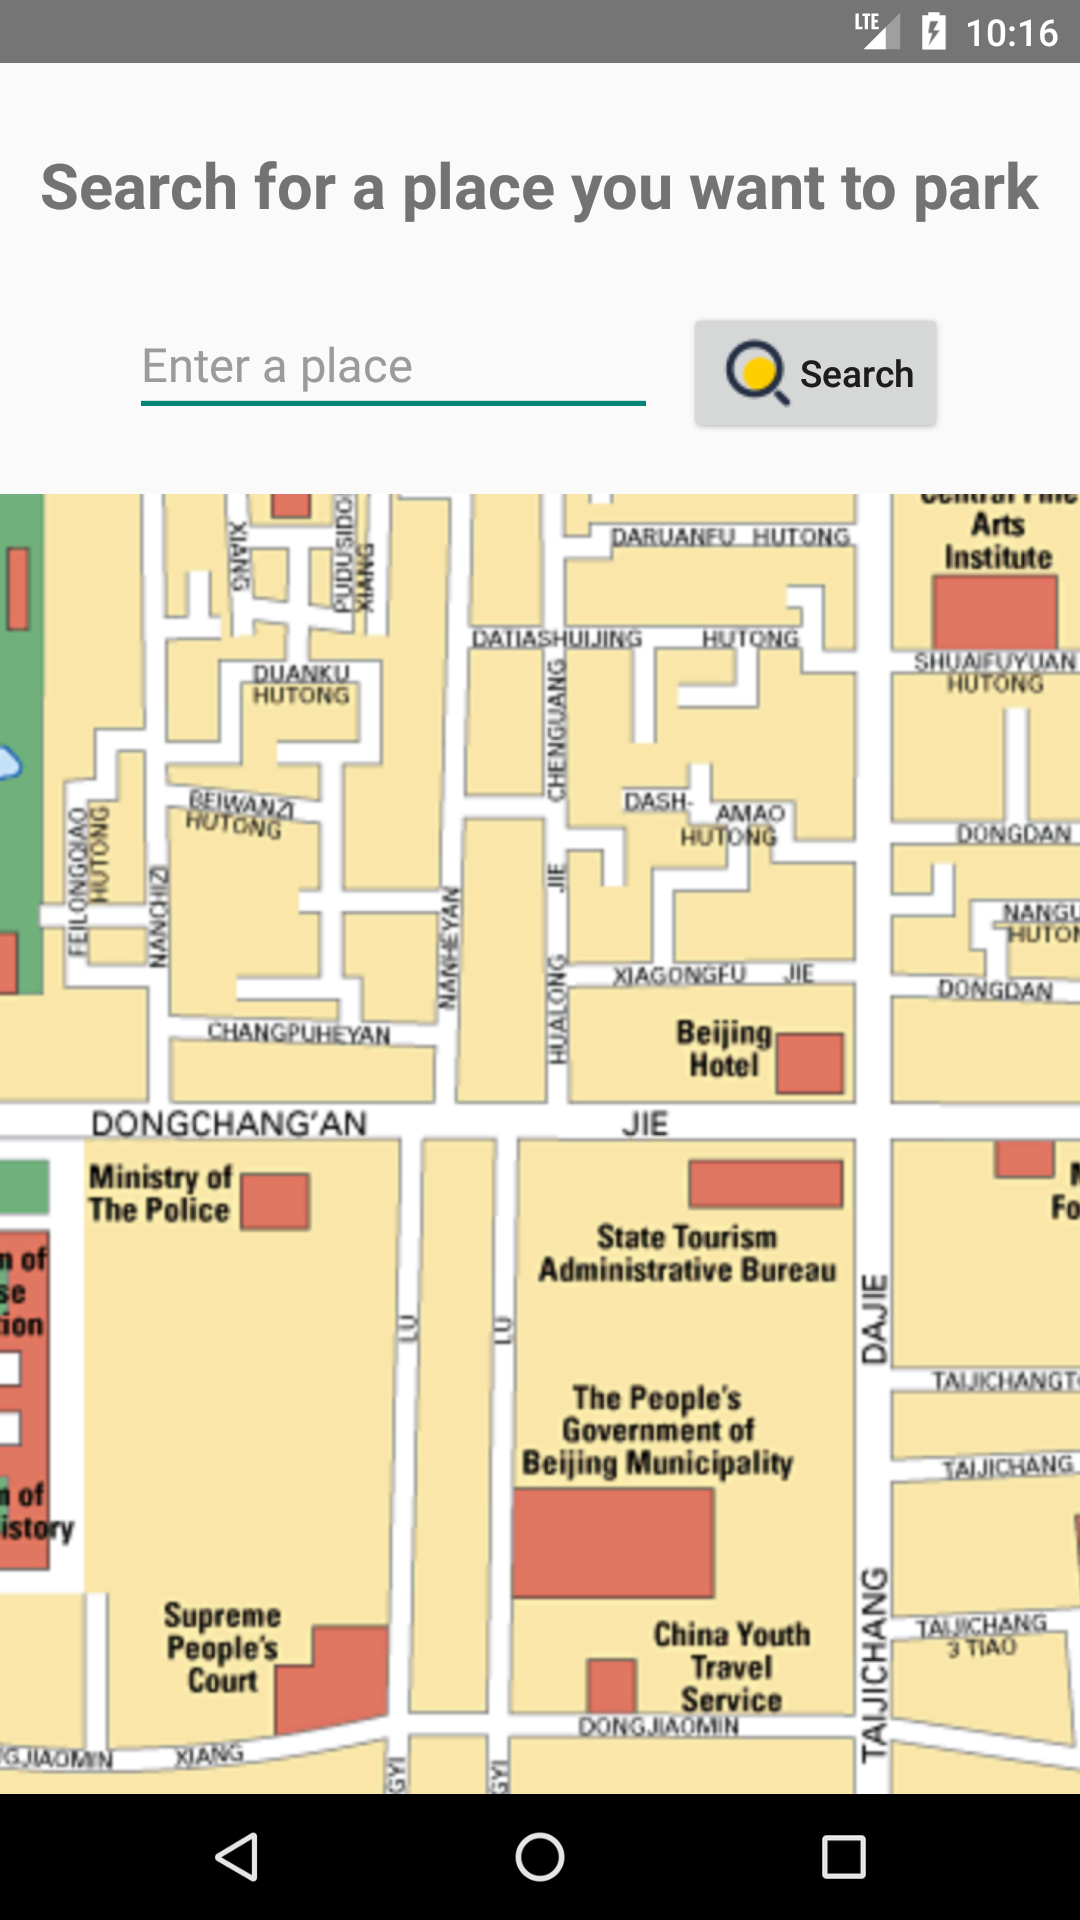 LTE 10:16
Search for a place you want to park
Enter a place
Search
Central Fine
Arts
Institute
XIANG
PUDUSIDO
XIANG
DARUANFU HUTONG
DATIASHUIJING HUTONG
SHUAIFUYUAN
HUTONG
DUANKU
HUTONG
CHENGUANG
BEIWANZI
HUTONG
DASH-
AMAO
HUTONG
DONGDAN
FEILONGQIAO
HUTONG
NANCHIZI
JIE
NANHEYAN
NANGU
HUTON
XIAGONGFU JIE
HUALONG
DONGDAN
CHANGPUHEYAN
Beijing
Hotel
DONGCHANG'AN JIE
Ministry of
The Police
State Tourism
Administrative Bureau
Fo
m of
se
tion
LU
LU
DAJIE
TAIJICHANGT
The People's
Government of
Beijing Municipality
TAIJICHANG
n of
istory
Supreme
People's
Court
China Youth
Travel
Service
TAIJICHANG
TAIJICHANG
3 TIAO
DONGJIAOMIN
GJIAOMIN XIANG
GYI
GYI